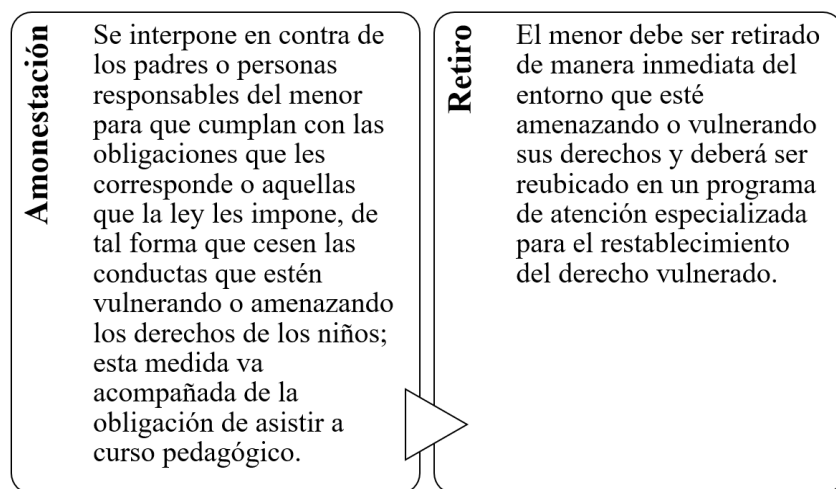 Amonestación
Se interpone en contra de
los padres o personas
responsables del menor
para que cumplan con las
obligaciones que les
corresponde o aquellas
que la ley les impone, de
tal forma que cesen las
conductas que estén
vulnerando o amenazando
los derechos de los niños;
esta medida va
acompañada de la
obligación de asistir a
curso pedagógico.
Retiro
El menor debe ser retirado
de manera inmediata del
entorno que esté
amenazando o vulnerando
sus derechos y deberá ser
reubicado en un programa
de atención especializada
para el restablecimiento
del derecho vulnerado.